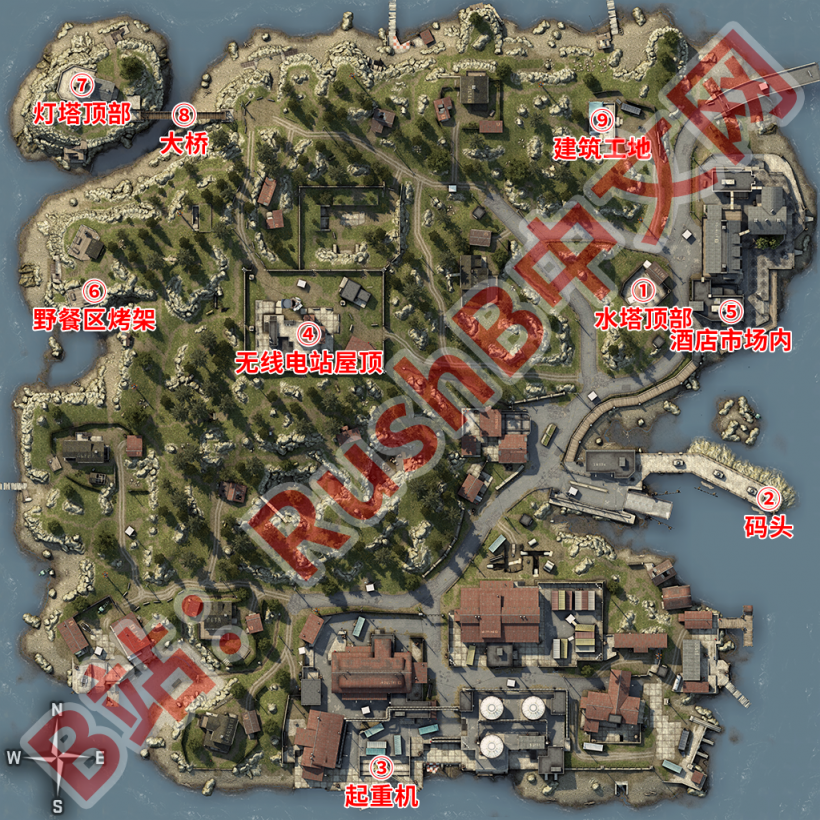 ⑦
灯塔顶部
⑧
大桥
⑨
建筑工地
⑥
野餐区烤架
④
无线电站屋顶
①
水塔顶部
⑤
酒店市场内
②
码头
③
起重机
B站：RushB中文网
N
W E
S